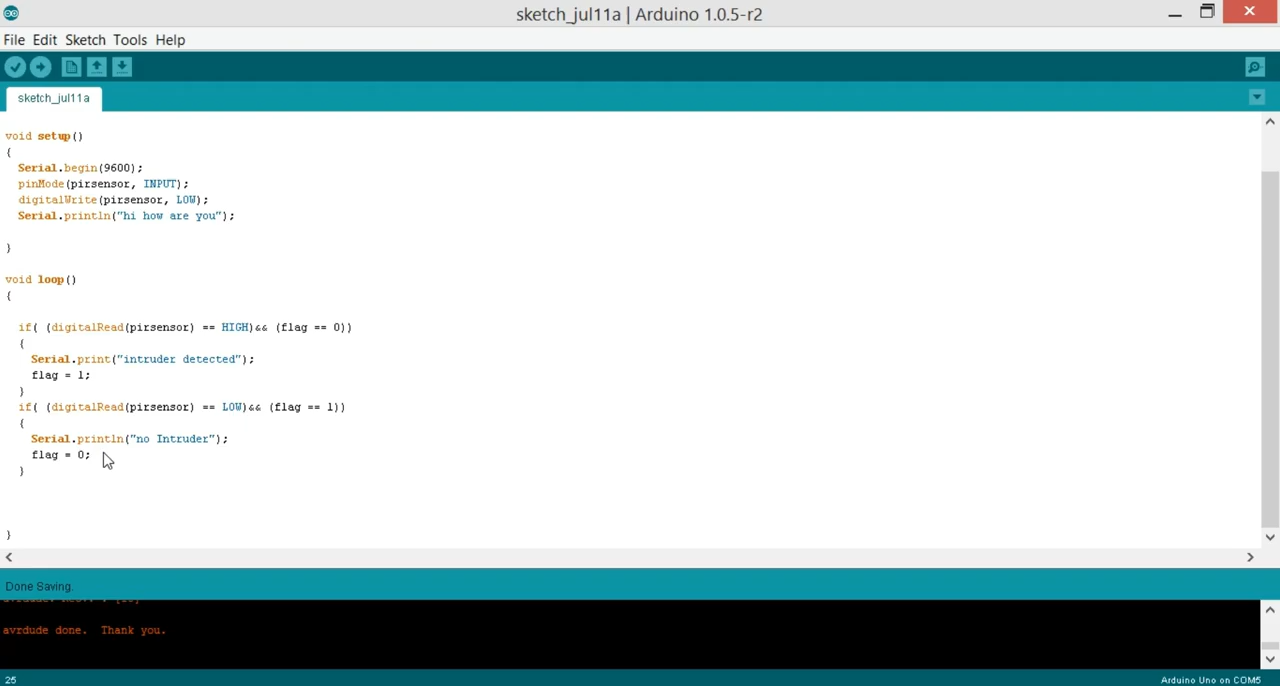 sketch_jul11a | Arduino 1.0.5-r2
File Edit Sketch Tools Help
sketch_jul11a
void setup()
{
Serial.begin(9600);
pinMode(pirsensor, INPUT);
digitalWrite(pirsensor, LOW);
Serial.println("hi how are you");
}
void loop()
{
if( (digitalRead(pirsensor) == HIGH)&& (flag == 0))
{
Serial.print("intruder detected");
flag = 1;
}
if( (digitalRead(pirsensor) == LOW)&& (flag == 1))
{
Serial.println("no Intruder");
flag = 0;
}
}
Done Saving.
avrdude done. Thank you.
25
Arduino Uno on COM5